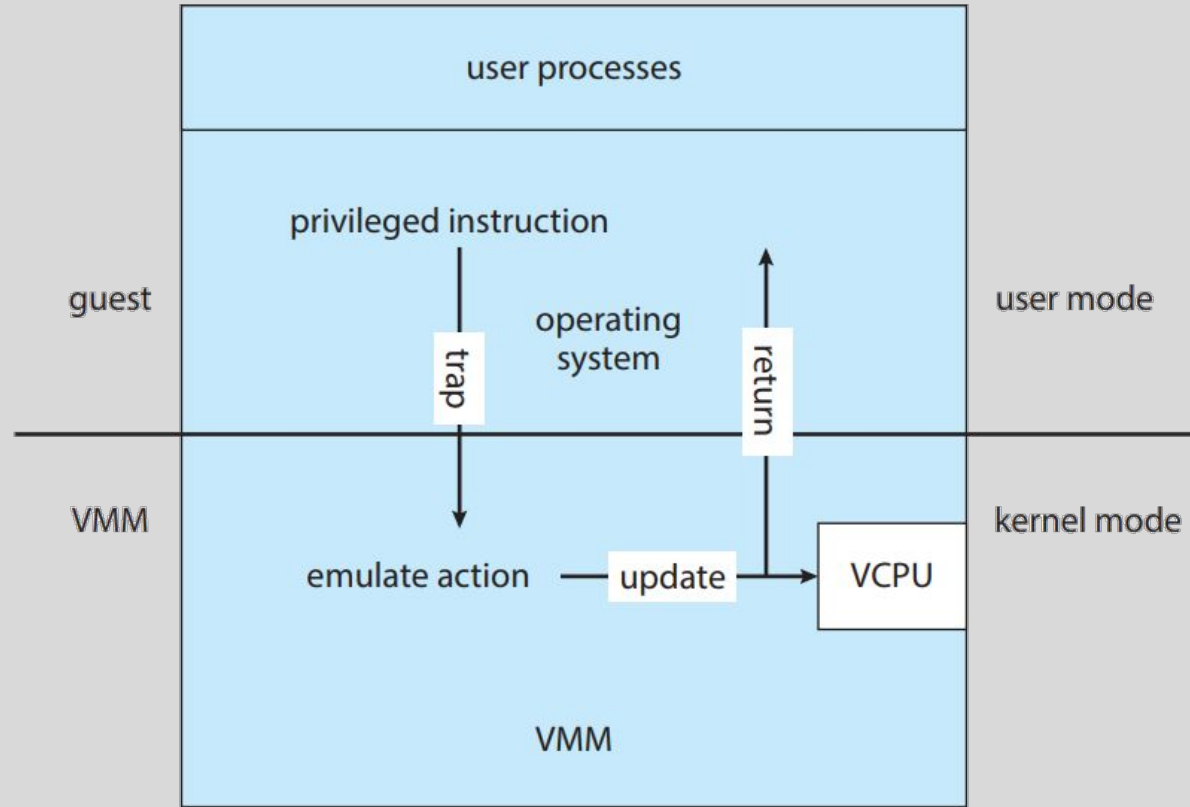 user processes
privileged instruction
guest
user mode
operating
system
trap
return
VMM
kernel mode
emulate action
update
VCPU
VMM